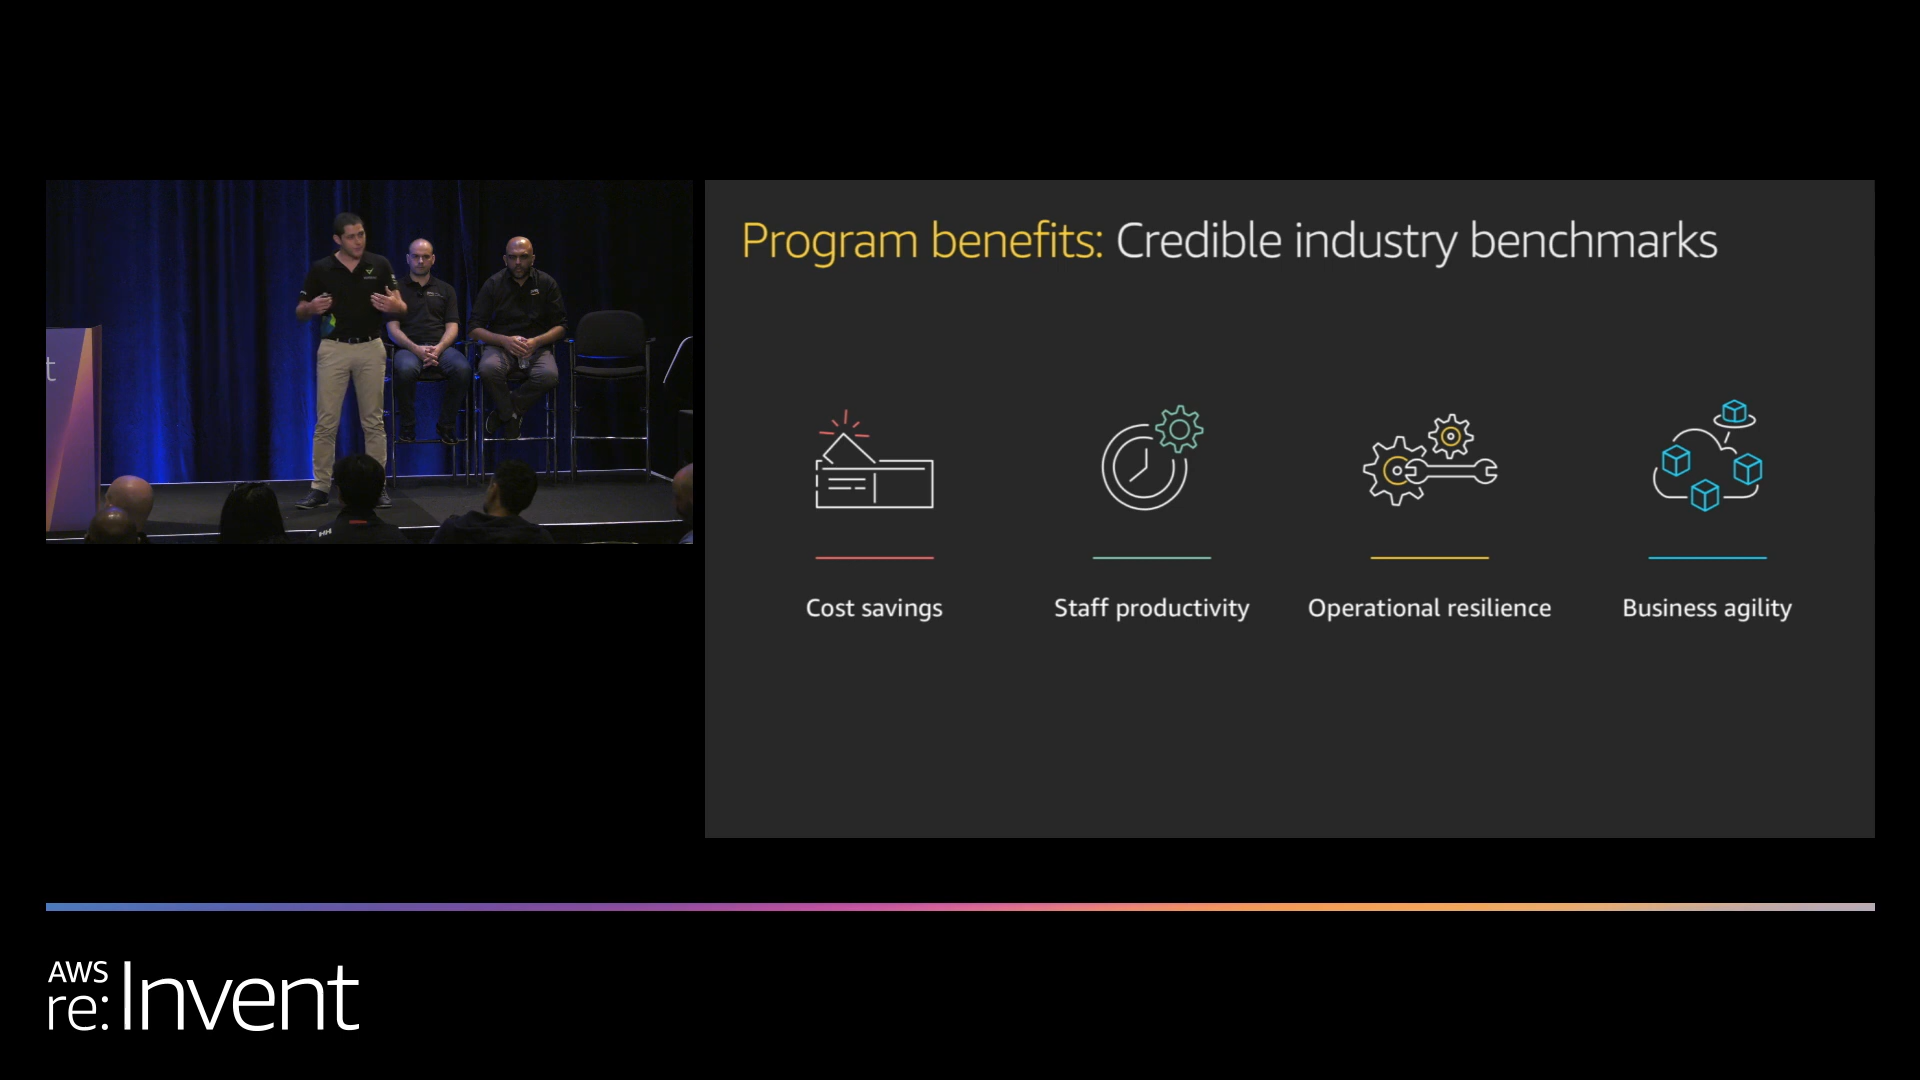 Program benefits: Credible industry benchmarks
Cost savings
Staff productivity
Operational resilience
Business agility
t
AWS
re:Invent